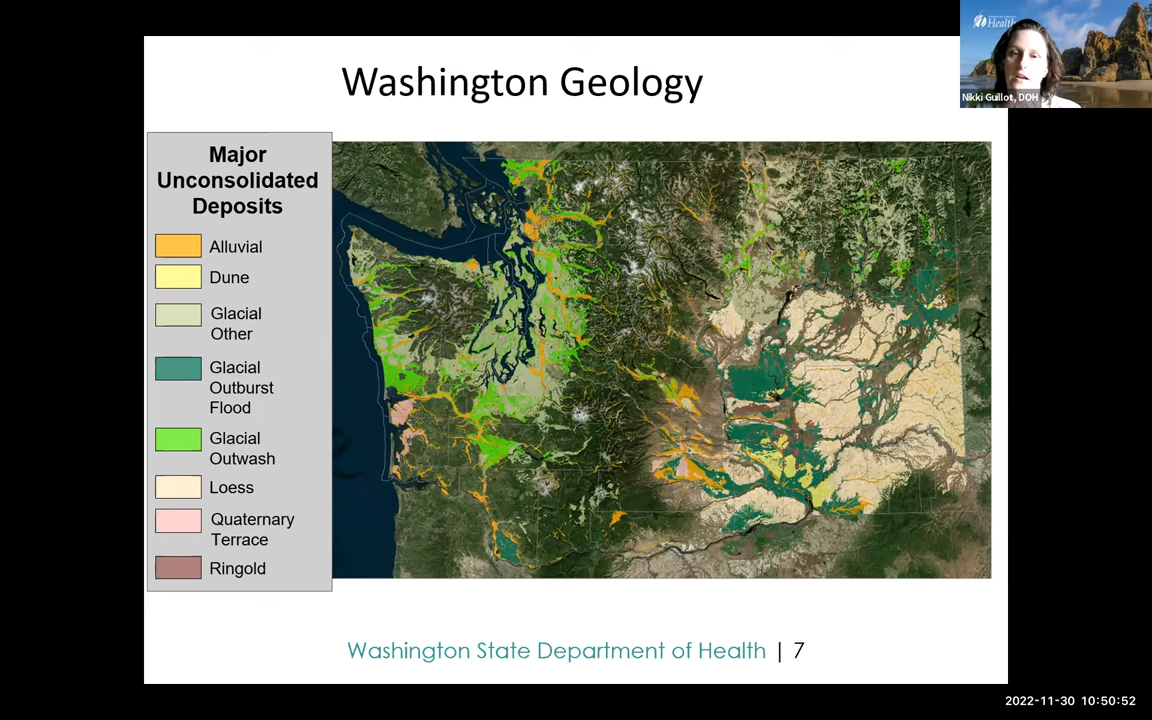 Washington Geology
Health
Nikki Guillot, DOH
Major
Unconsolidated
Deposits
Alluvial
Dune
Glacial
Other
Glacial
Outburst
Flood
Glacial
Outwash
Loess
Quaternary
Terrace
Ringold
Washington State Department of Health | 7
2022-11-30 10:50:52